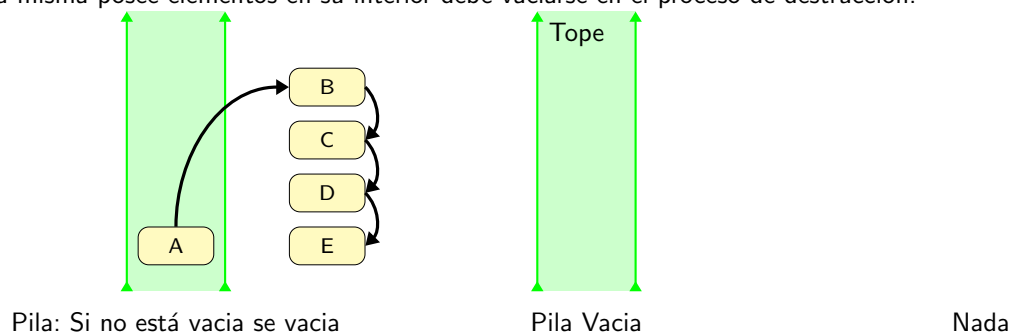 misma posee elementos en su interior debe vaciarse en el proceso de destrucción.
Tope
B
C
D
A
E
Pila: Si no está vacia se vacia
Pila Vacia
Nada